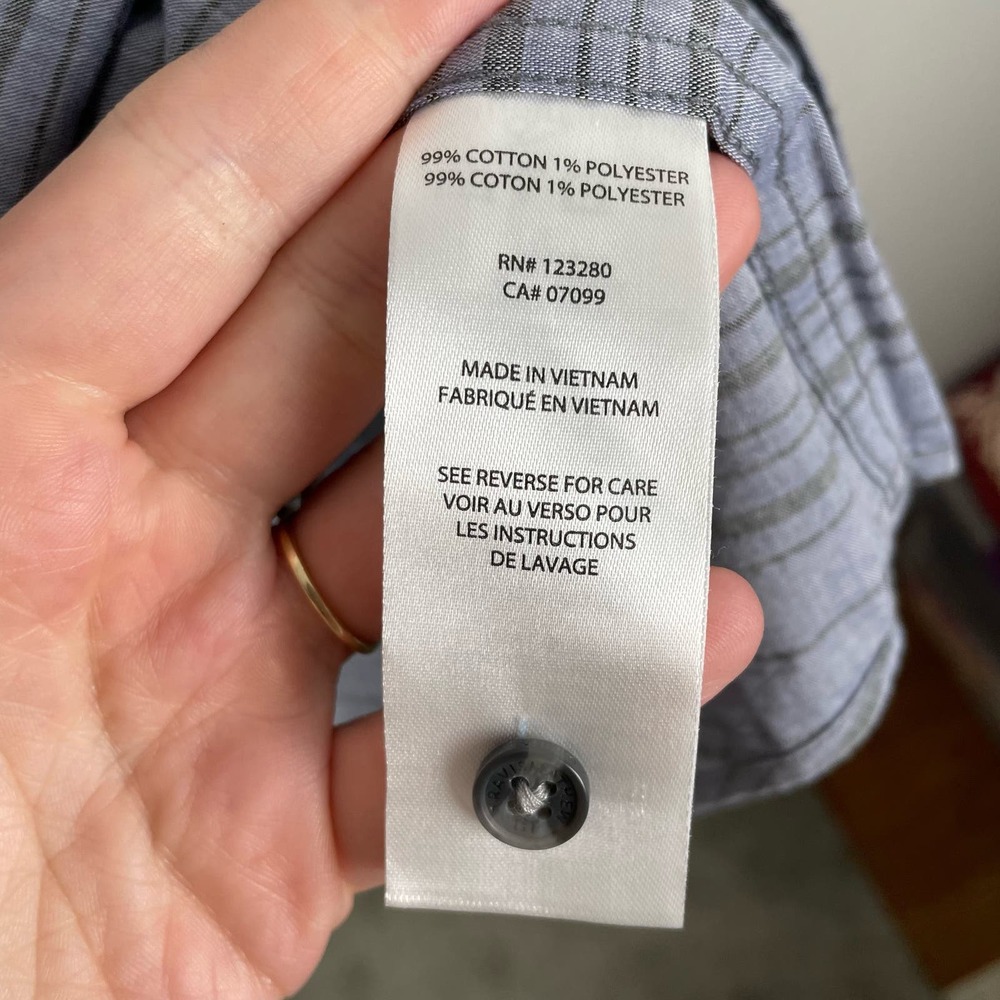 99% COTTON 1% POLYESTER
99% COTON 1% POLYESTER
RN# 123280
CA# 07099
MADE IN VIETNAM
FABRIQUÉ EN VIETNAM
SEE REVERSE FOR CARE
VOIR AU VERSO POUR
LES INSTRUCTIONS
DE LAVAGE